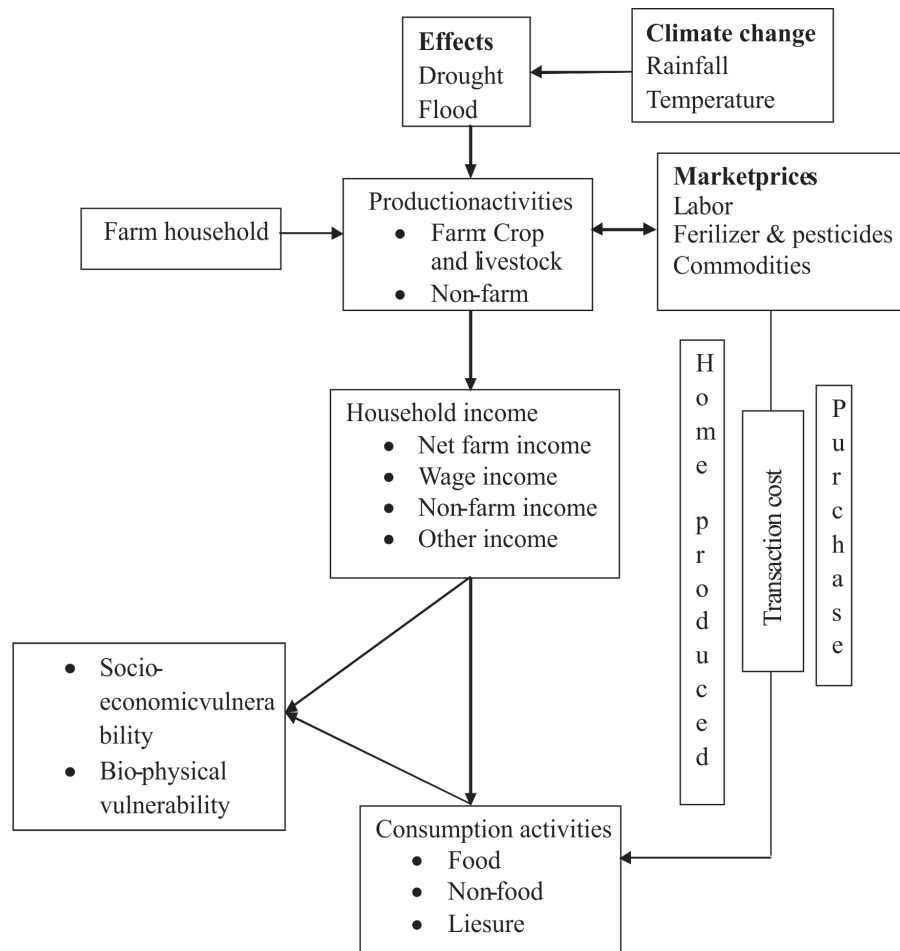 Effects
Drought
Flood
Climate change
Rainfall
Temperature
Farm household
Productionactivities
• Farm: Crop
and livestock
• Non-farm
Marketprices
Labor
Ferilizer & pesticides
Commodities
Household income
• Net farm income
• Wage income
• Non-farm income
• Other income
Home produced
Transaction cost
Purchase
• Socio-
economicvulnera
bility
• Bio-physical
vulnerability
Consumption activities
• Food
• Non-food
• Liesure